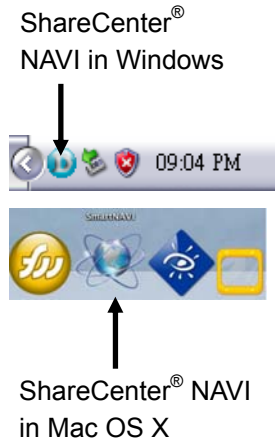 ShareCenter®
NAVI in Windows
09:04 PM
SmartNAVI
ShareCenter® NAVI
in Mac OS X